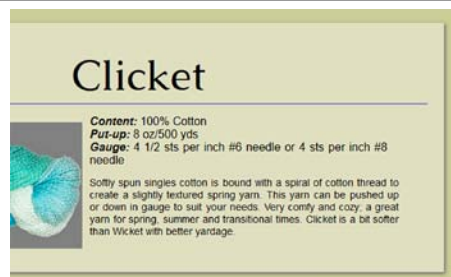 Clicket
Content: 100% Cotton
Put-up: 8 oz/500 yds
Gauge: 4 1/2 sts per inch #6 needle or 4 sts per inch #8
needle
Softly spun singles cotton is bound with a spiral of cotton thread to
create a slightly textured spring yarn. This yarn can be pushed up
or down in gauge to suit your needs. Very comfy and cozy, a great
yarn for spring, summer and transitional times. Clicket is a bit softer
than Wicket with better yardage.